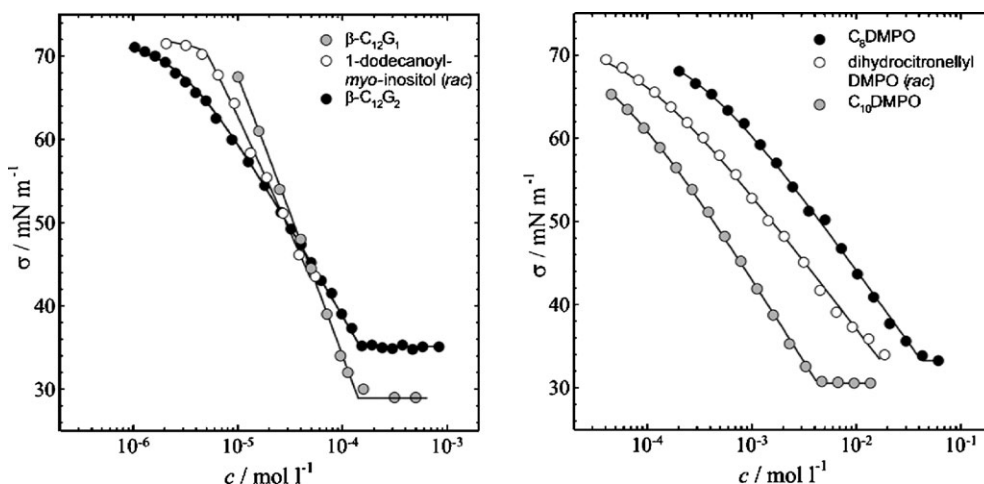 70
60
50
40
30
σ / mN m⁻¹
β-C₁₂G₁
1-dodecanoyl-
myo-inositol (rac)
β-C₁₂G₂
10⁻⁶
10⁻⁵
10⁻⁴
10⁻³
c / mol l⁻¹
70
60
50
40
30
σ / mN m⁻¹
C₈DMPO
dihydrocitronellyl
DMPO (rac)
C₁₀DMPO
10⁻⁴
10⁻³
10⁻²
10⁻¹
c / mol l⁻¹